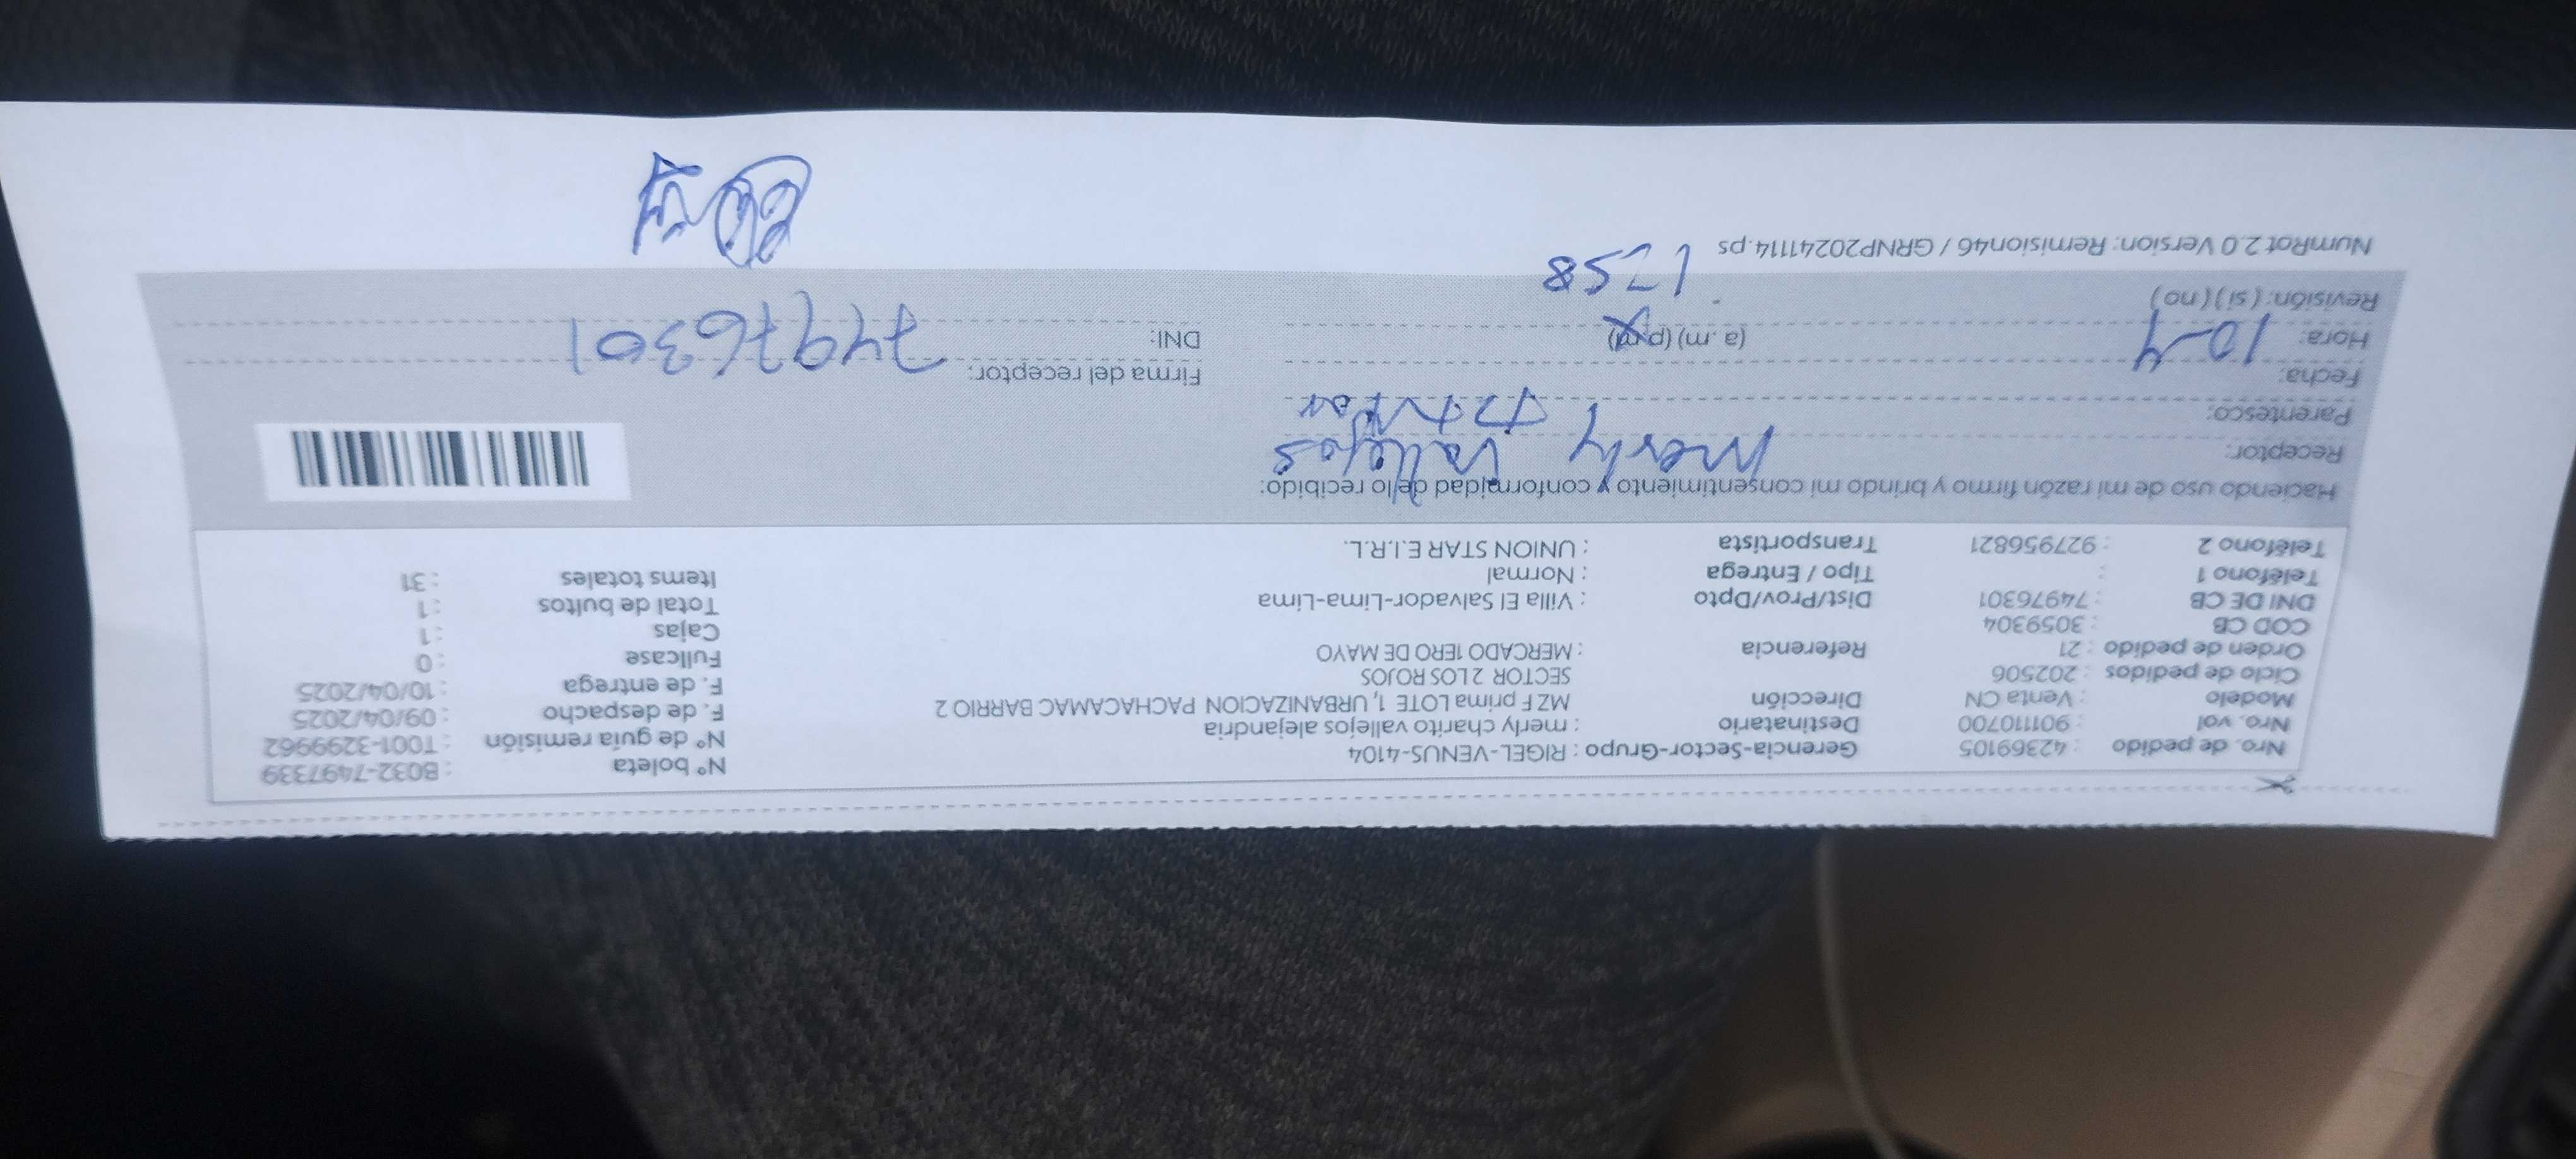 Nro. de pedido : 42369105 Gerencia-Sector-Grupo : RIGEL-VENUS-4104 N° boleta : B032-7497339
Nro. vol : 901110700 Destinatario : merly charito vallejos alejandria N° de guía remisión : T001-3299962
Modelo : Venta CN Dirección MZ F prima LOTE 1, URBANIZACION PACHACAMAC BARRIO 2 F. de despacho : 09/04/2025
Ciclo de pedidos : 202506 SECTOR 2 LOS ROJOS F. de entrega : 10/04/2025
Orden de pedido : 21 Referencia : MERCADO 1ERO DE MAYO Fullcase : 0
COD CB : 3059304 Cajas : 1
DNI DE CB : 74976301 Dist/Prov/Dpto : Villa El Salvador-Lima-Lima Total de bultos : 1
Teléfono 1 : Tipo / Entrega : Normal Items totales : 31
Teléfono 2 : 927956821 Transportista : UNION STAR E.I.R.L.
Haciendo uso de mi razón firmo y brindo mi consentimiento y conformidad de lo recibido:
Receptor: Merly Vallejos
Parentesco:
Fecha: 10-4 Firma del receptor:
Hora: (a .m) (p.m) DNI: 74976301
Revisión: ( si ) ( no ) 1258
NumRot 2.0 Version: Remision46 / GRNP20241114.ps